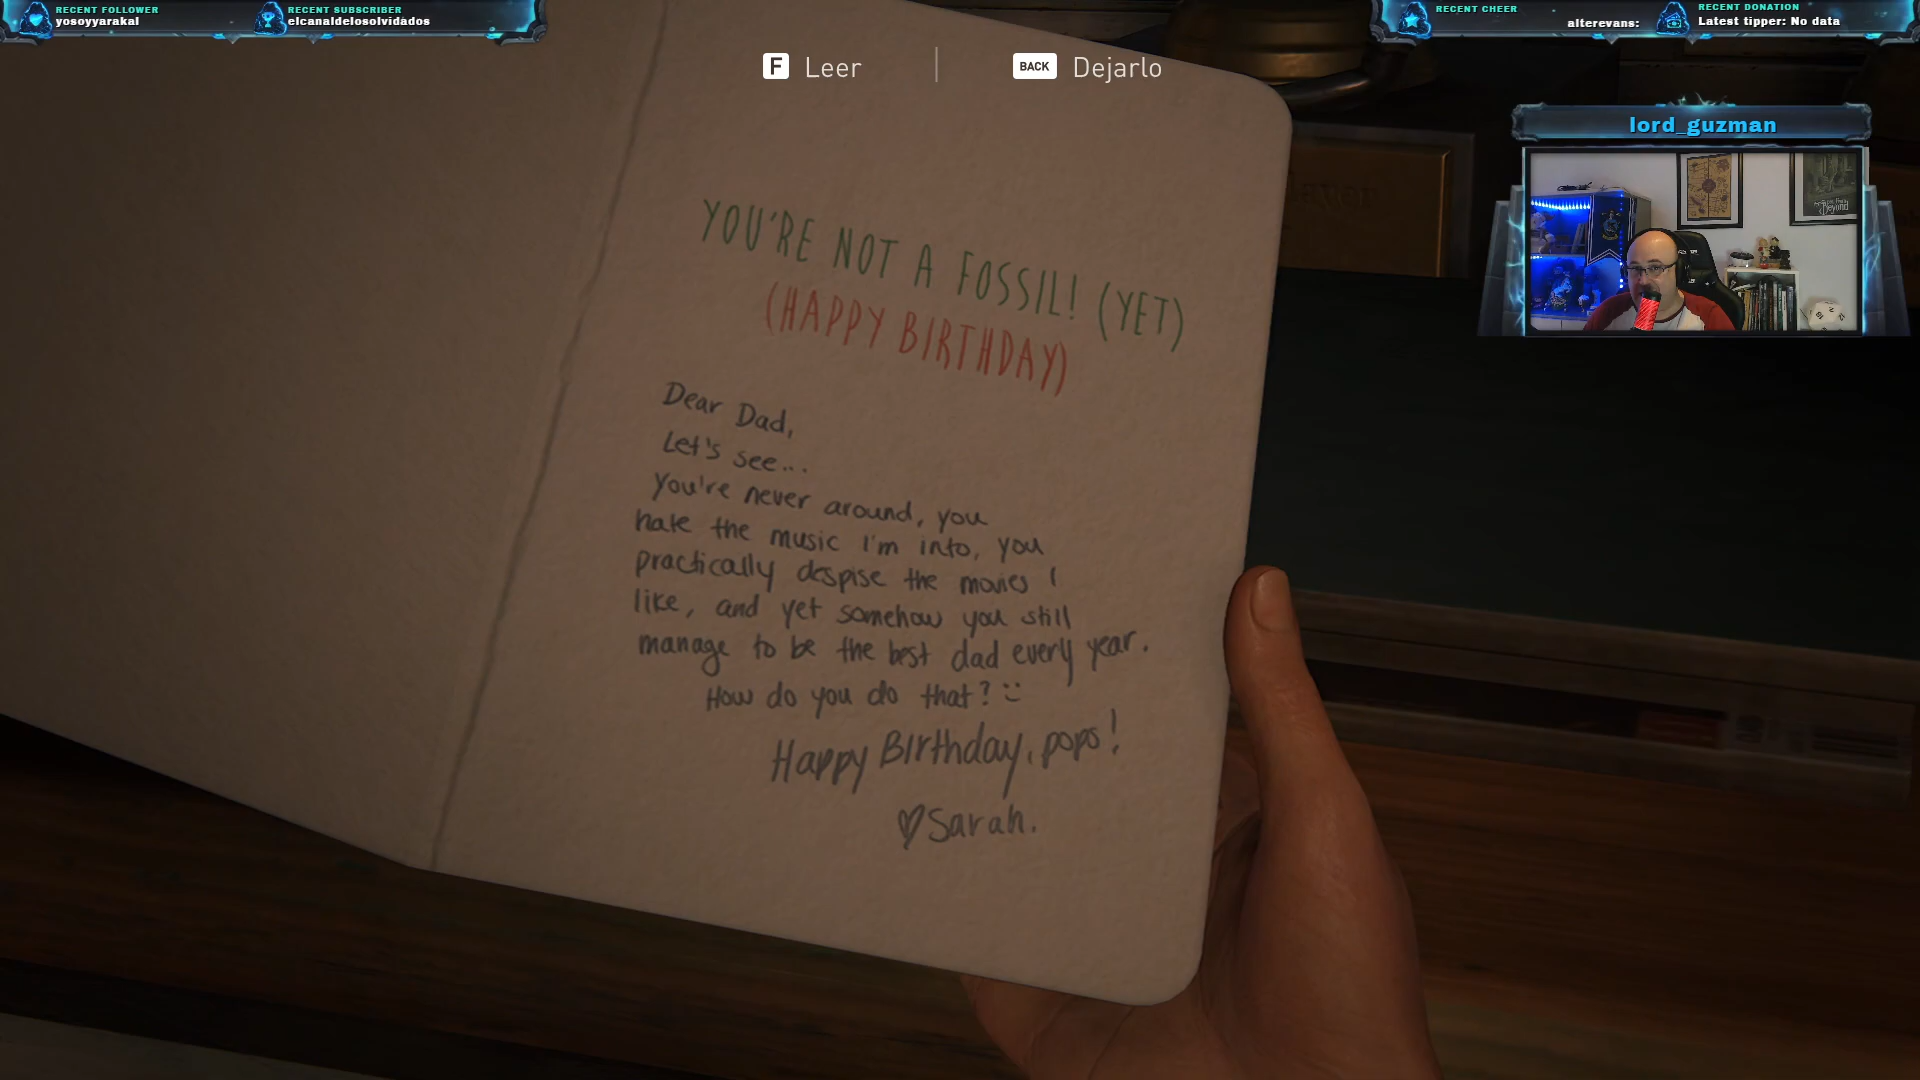 RECENT FOLLOWER
yosoyyarakal
RECENT SUBSCRIBER
elcanaldelosolvidados
RECENT CHEER
alterevans:
RECENT DONATION
Latest tipper: No data
F Leer
BACK Dejarlo
lord_guzman
Beyond
YOU'RE NOT A FOSSIL! (YET)
(HAPPY BIRTHDAY)
Dear Dad,
Let's see...
You're never around, you
hate the music I'm into, you
practically despise the movies I
like, and yet somehow you still
manage to be the best dad every year.
How do you do that? :)
Happy Birthday, pops!
♡Sarah.